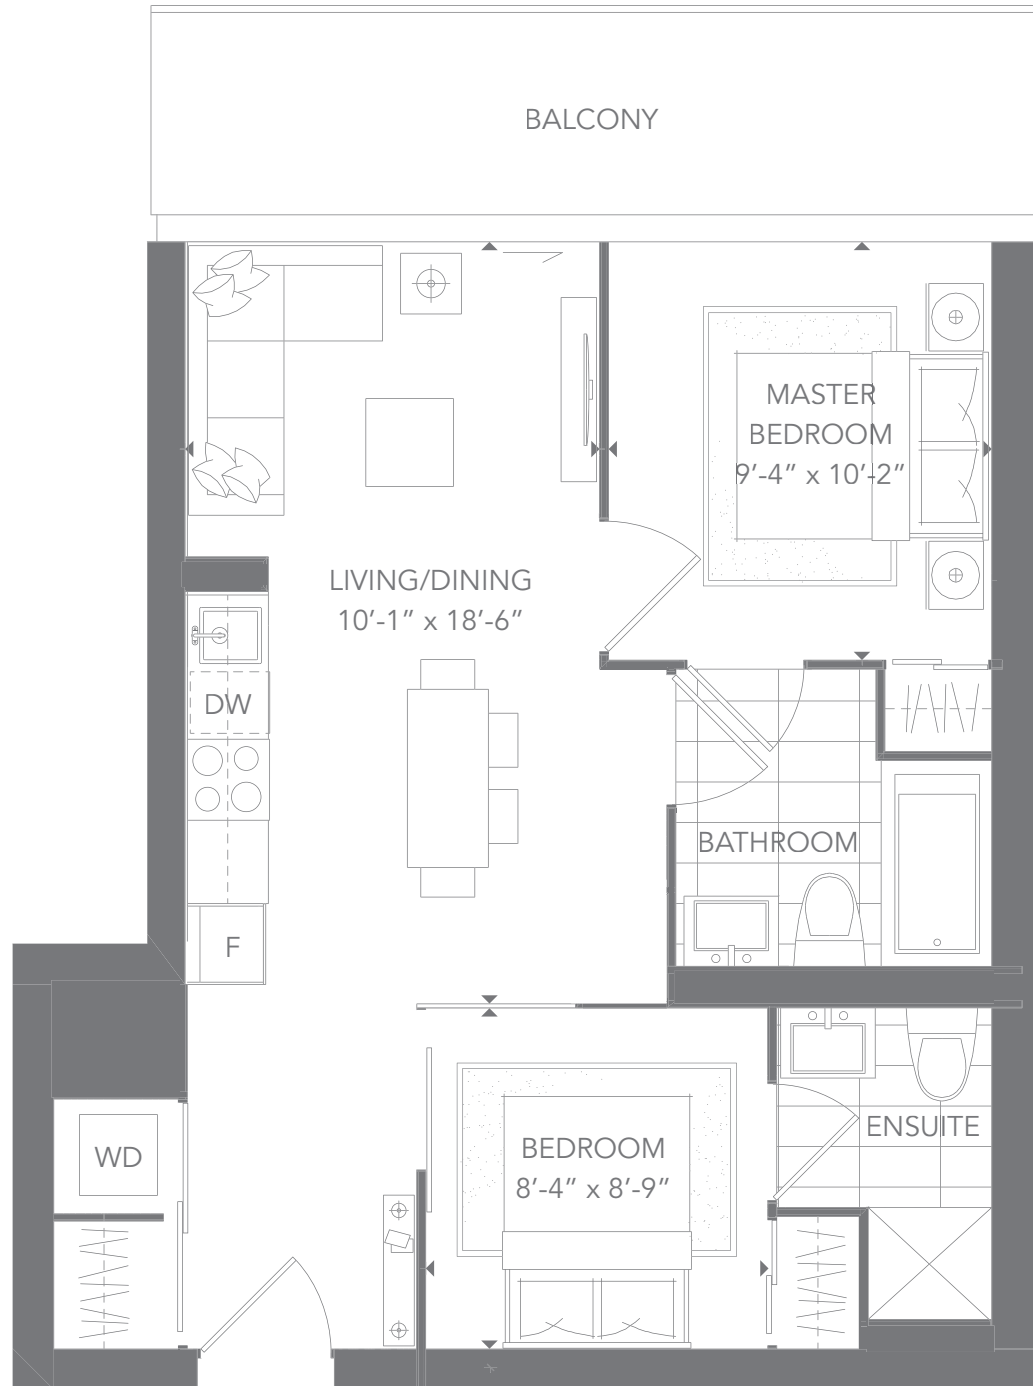 BALCONY
MASTER
BEDROOM
9’-4” x 10’-2”
LIVING/DINING
10’-1” x 18’-6”
DW
BATHROOM
F
WD
BEDROOM
8’-4” x 8’-9”
ENSUITE